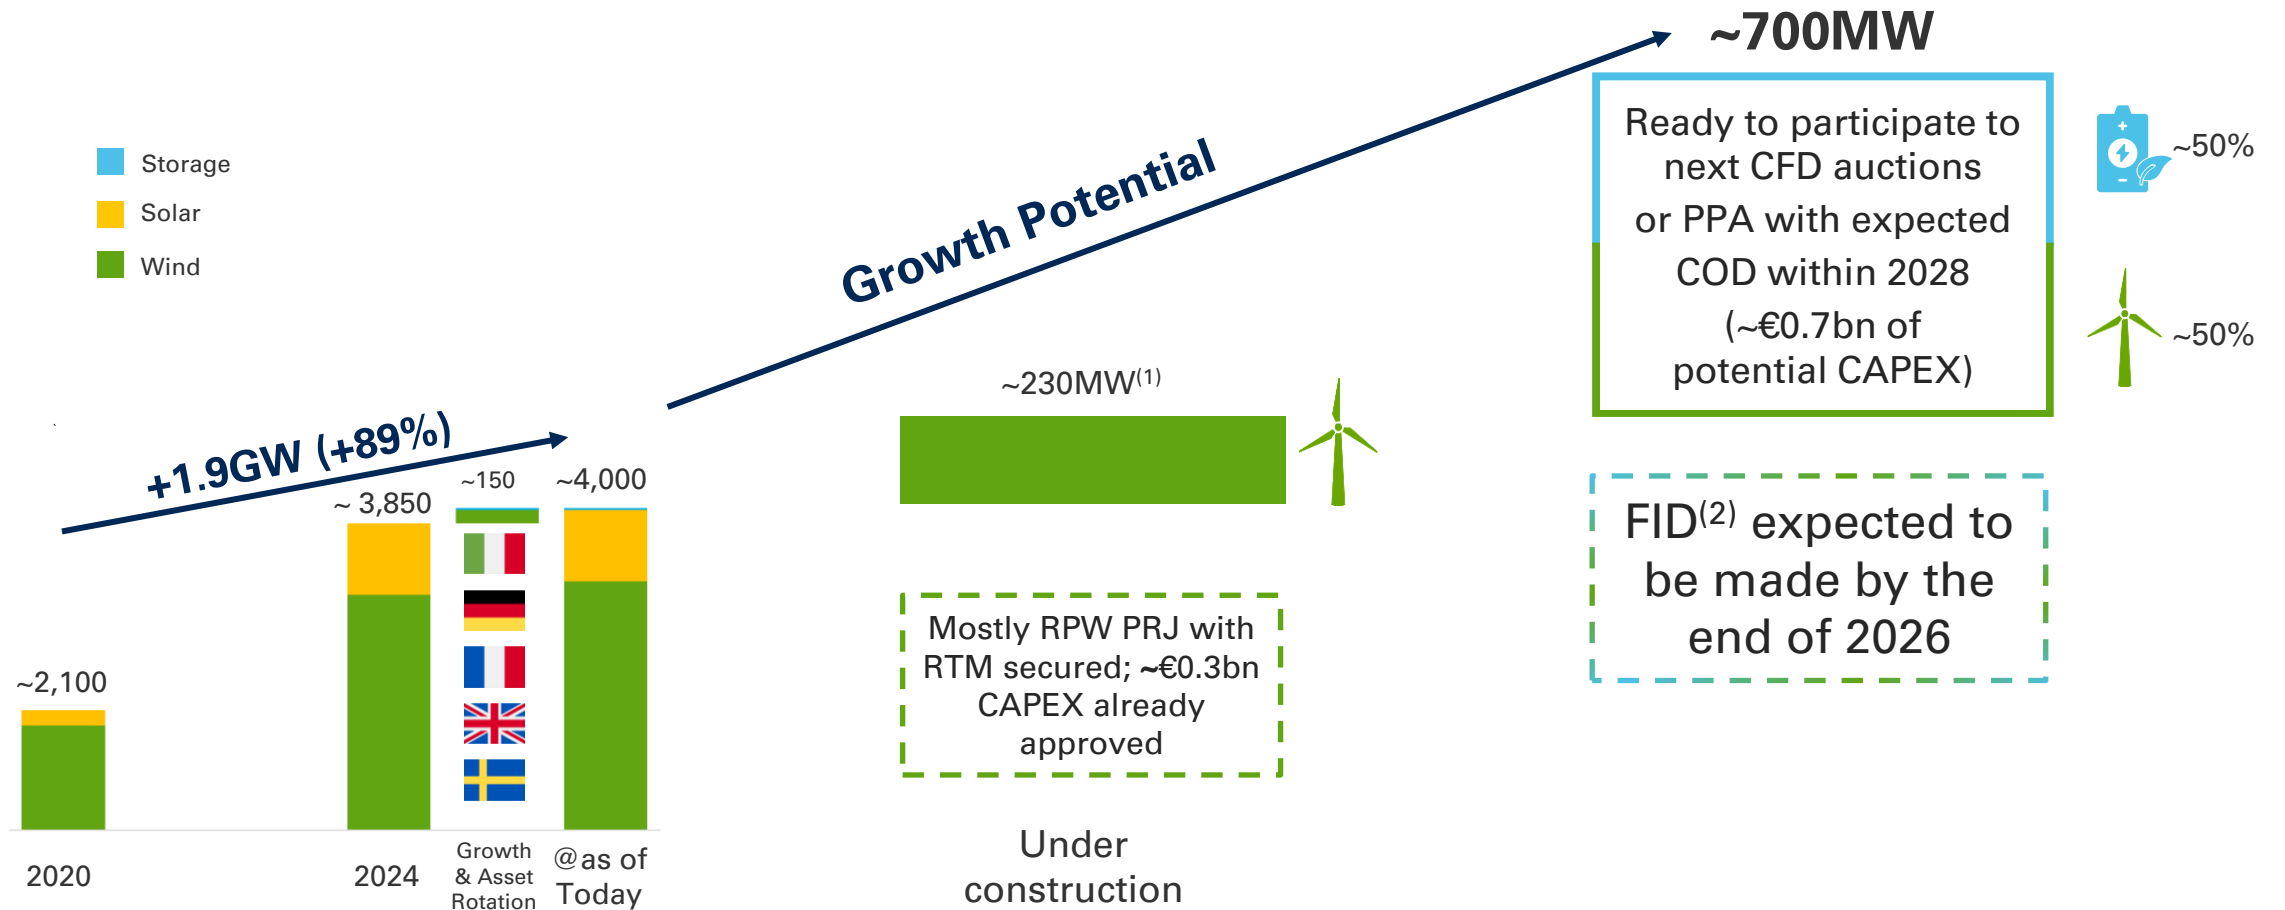 ~700MW
Ready to participate to
next CFD auctions
or PPA with expected
COD within 2028
(~€0.7bn of
potential CAPEX)
~50%
~50%
Storage
Solar
Wind
Growth Potential
~230MW(1)
+1.9GW (+89%)
~2,100
~ 3,850
~150
~4,000
FID(2) expected to
be made by the
end of 2026
Mostly RPW PRJ with
RTM secured; ~€0.3bn
CAPEX already
approved
2020
2024
Growth
& Asset
Rotation
@as of
Today
Under
construction